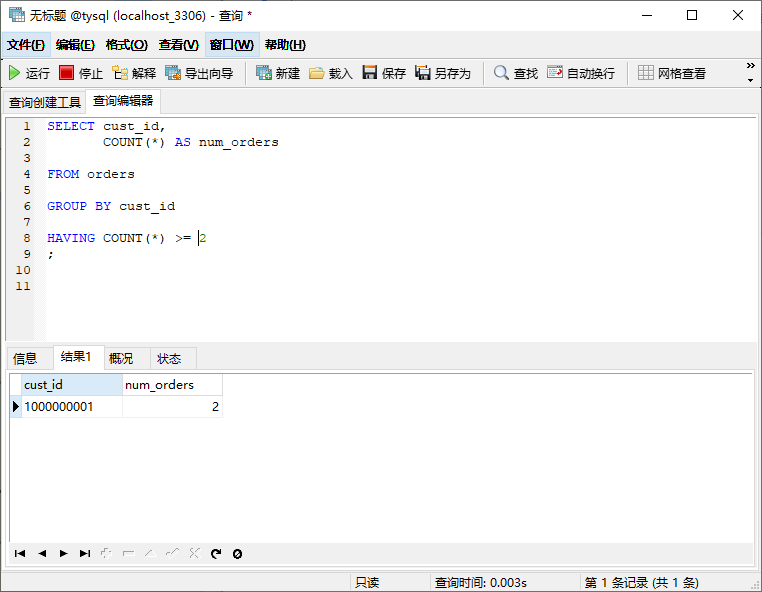 无标题 @tysql (localhost_3306) - 查询 *
文件(F) 编辑(E) 格式(O) 查看(V) 窗口(W) 帮助(H)
运行 停止 解释 导出向导 新建 载入 保存 另存为 查找 自动换行 网格查看 »
查询创建工具 查询编辑器
1 SELECT cust_id,
2 COUNT(*) AS num_orders
3
4 FROM orders
5
6 GROUP BY cust_id
7
8 HAVING COUNT(*) >= 2
9 ;
10
11
信息 结果1 概况 状态
cust_id num_orders
1000000001 2
只读 查询时间: 0.003s 第 1 条记录 (共 1 条)